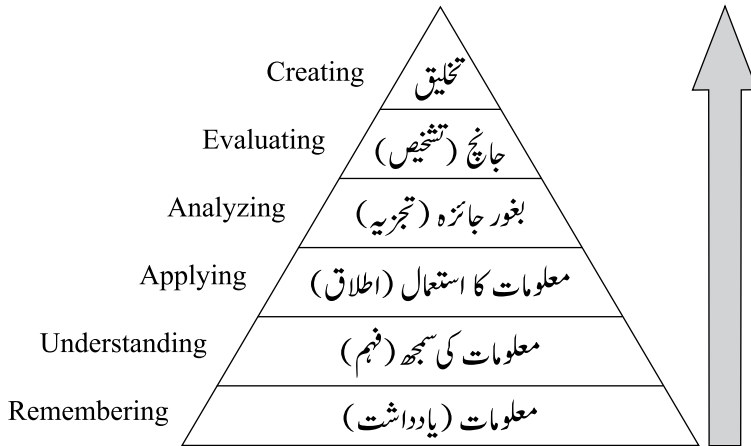 Creating تخلیق
Evaluating جانچ (تشخیص)
Analyzing بغور جائزہ (تجزیہ)
Applying معلومات کا استعمال (اطلاق)
Understanding معلومات کی سمجھ (فہم)
Remembering معلومات (یادداشت)